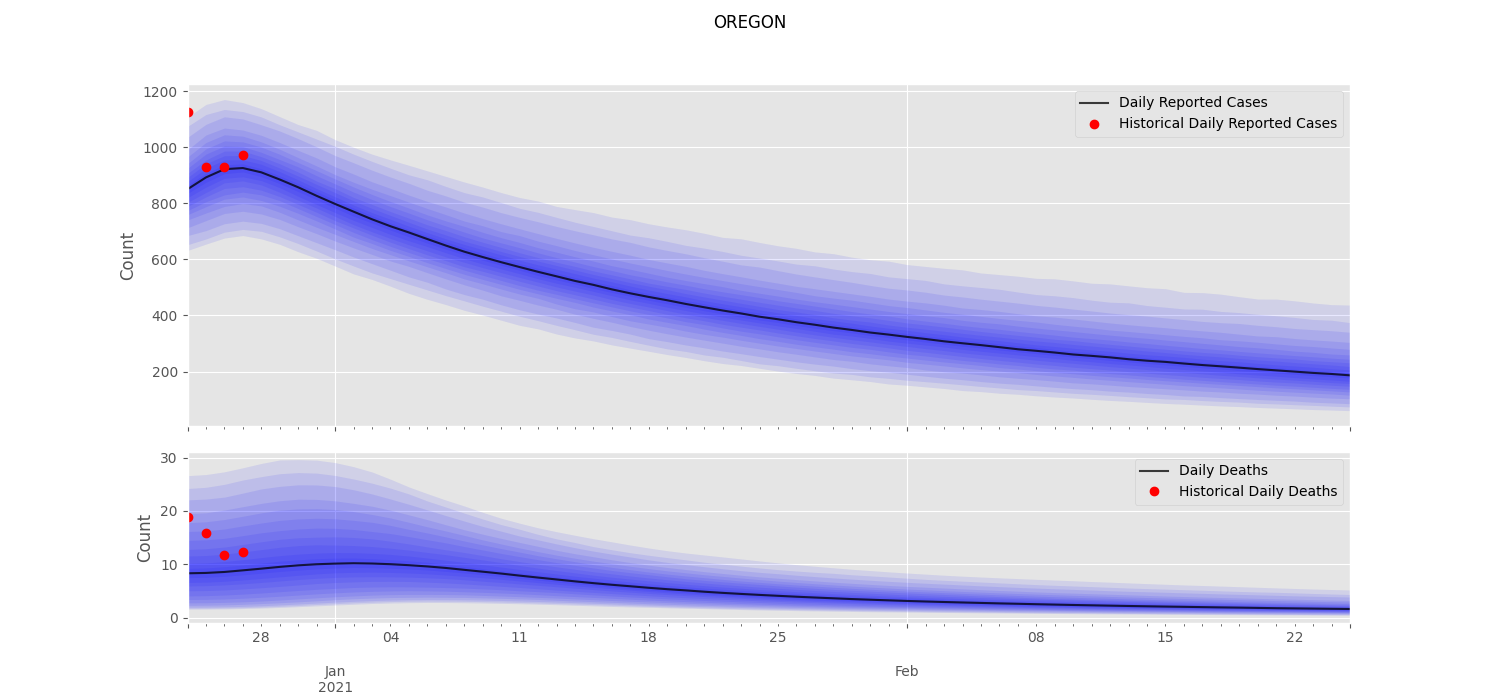 OREGON
1200
1000
800
600
400
200
Count
Daily Reported Cases
Historical Daily Reported Cases
30
20
10
0
Count
Daily Deaths
Historical Daily Deaths
28 04 11 18 25 08 15 22
Jan Feb
2021